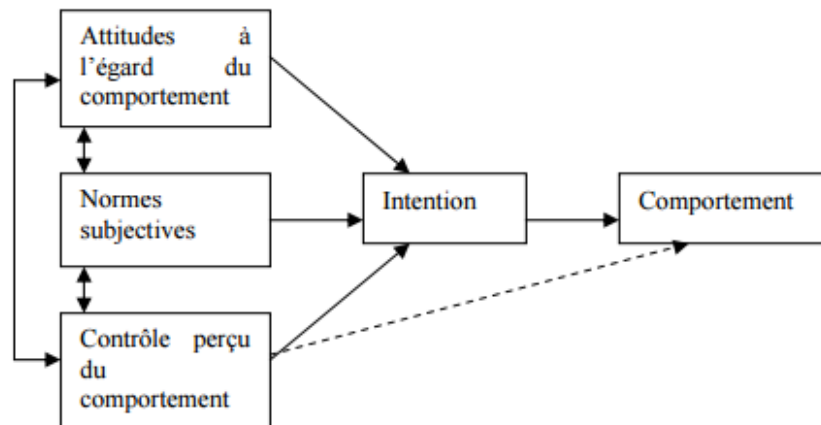 Attitudes à
l'égard du
comportement
Normes
subjectives
Intention
Comportement
Contrôle perçu
du
comportement